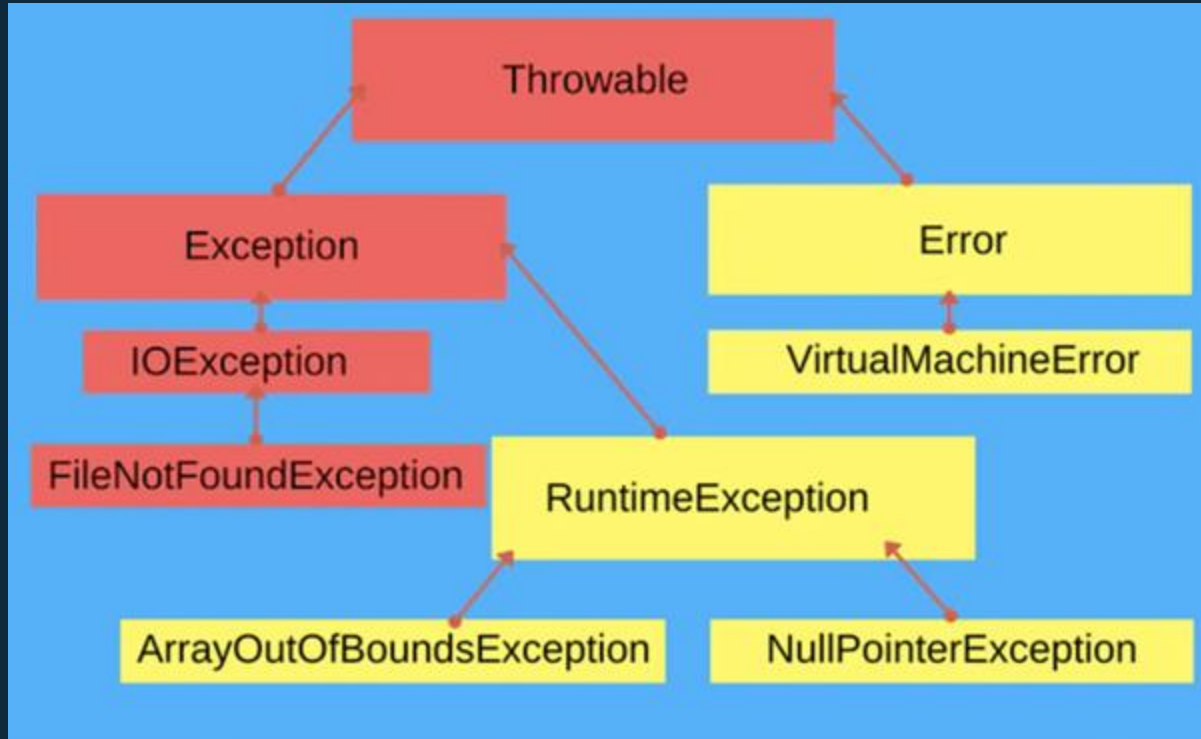 Throwable
Exception
Error
IOException
VirtualMachineError
FileNotFoundException
RuntimeException
ArrayOutOfBoundsException
NullPointerException